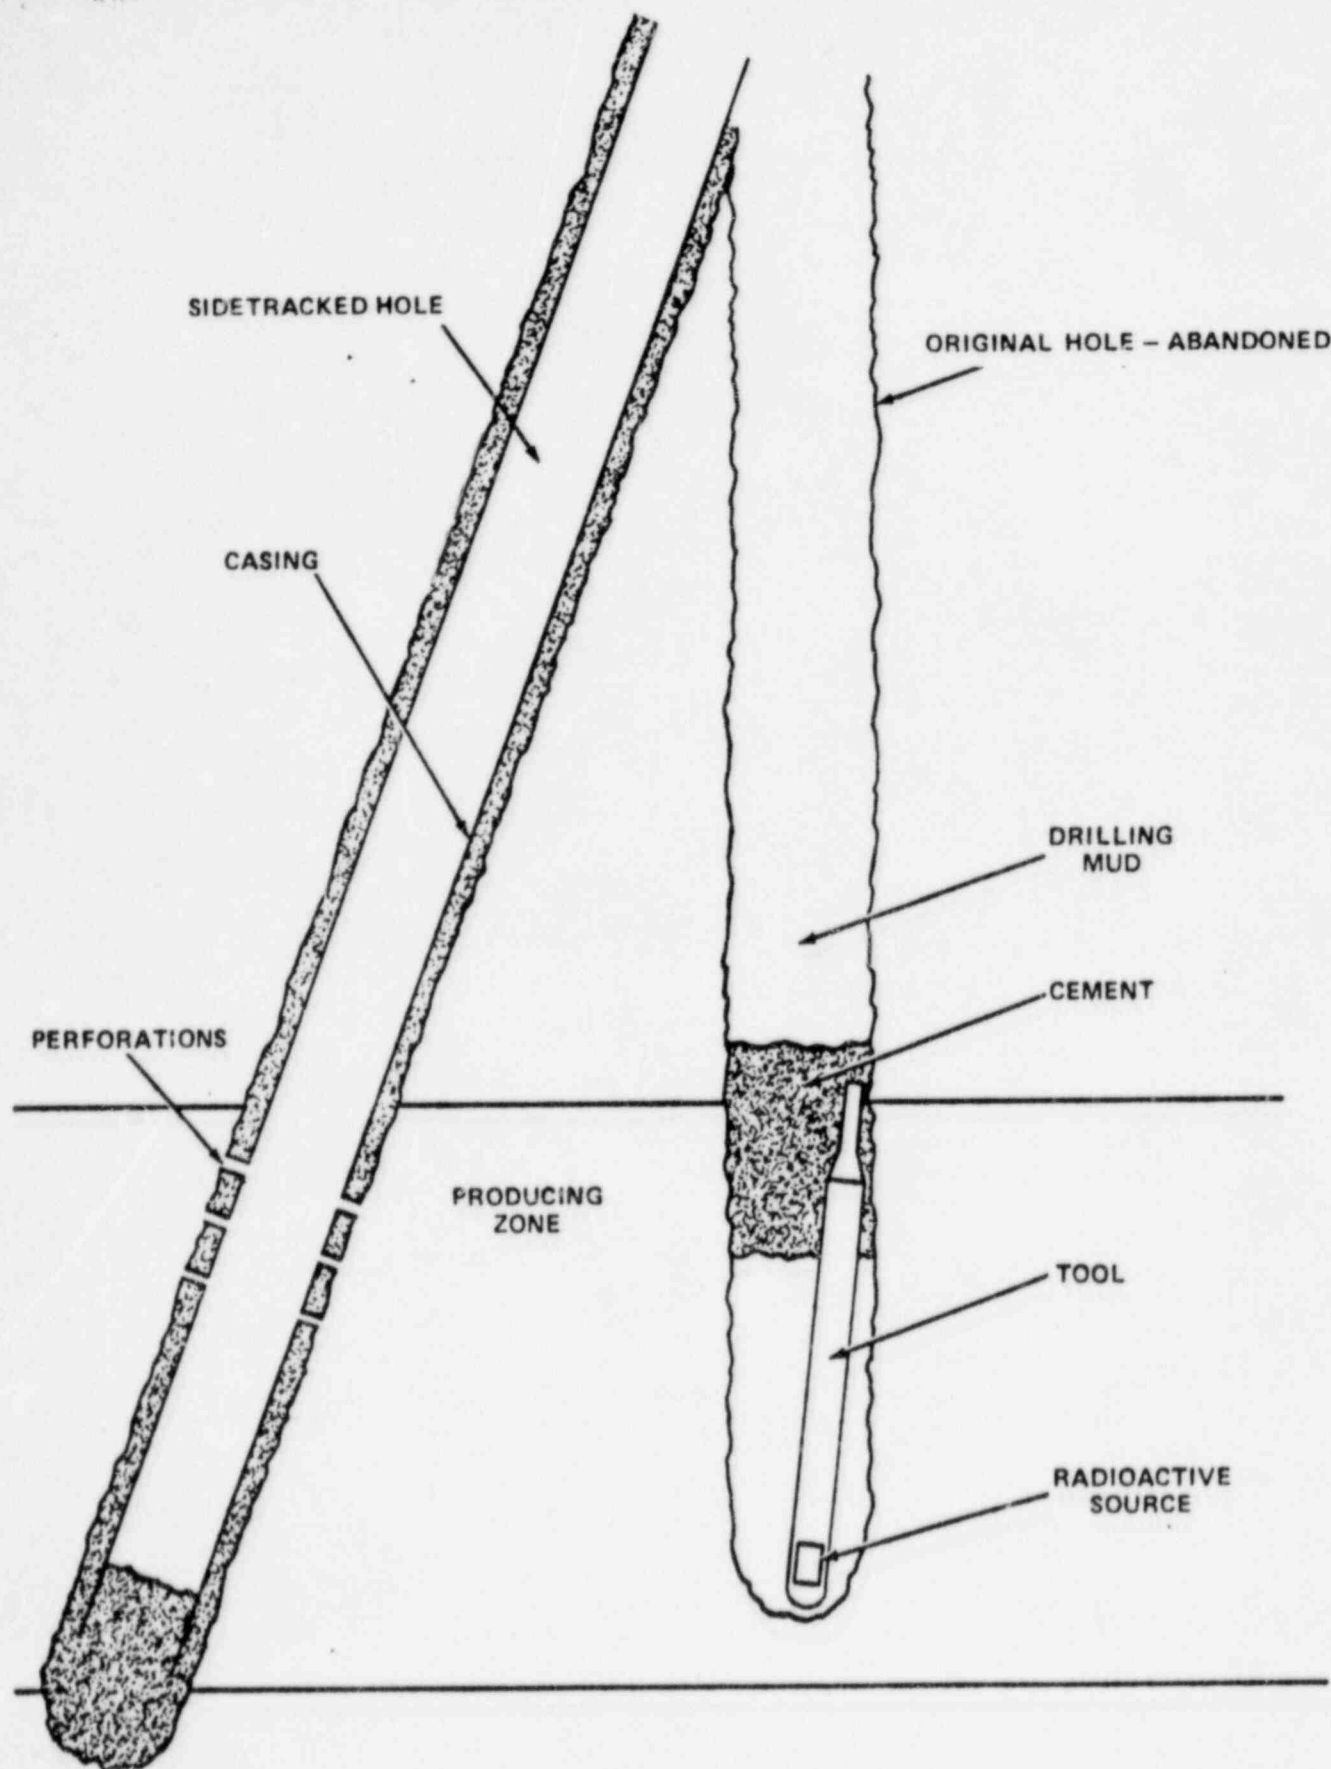 SIDETRACKED HOLE
ORIGINAL HOLE – ABANDONED
CASING
DRILLING
MUD
CEMENT
PERFORATIONS
PRODUCING
ZONE
TOOL
RADIOACTIVE
SOURCE